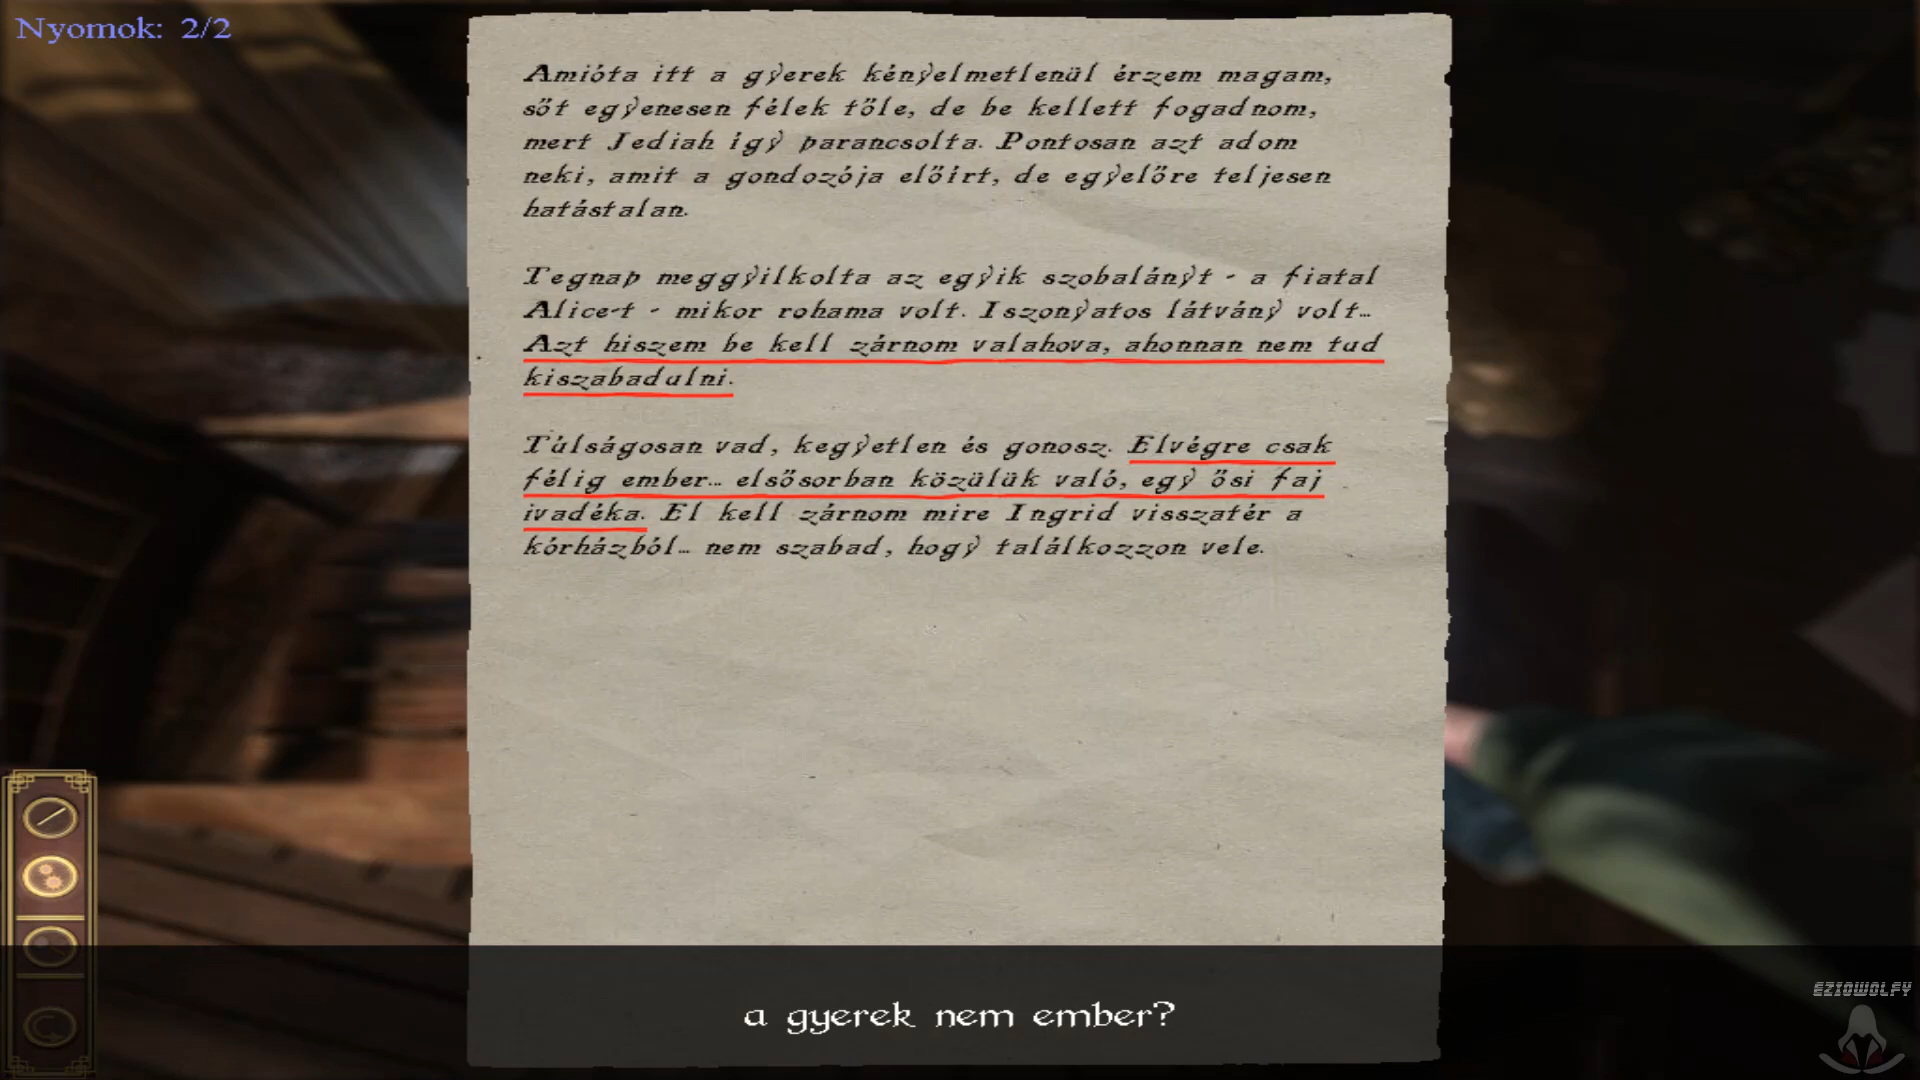 Nyomok: 2/2
Amióta itt a gyerek kényelmetlenül érzem magam,
sőt egyenesen félek tőle, de be kellett fogadnom,
mert Jediah így parancsolta. Pontosan azt adom
neki, amit a gondozója előírt, de egyelőre teljesen
hatástalan.
Tegnap meggyilkolta az egyik szobalányt - a fiatal
Alice-t - mikor rohama volt. Iszonyatos látvány volt...
Azt hiszem be kell zárnom valahova, ahonnan nem tud
kiszabadulni.
Túlságosan vad, kegyetlen és gonosz. Elvégre csak
félig ember... elsősorban közülük való, egy ősi faj
ivadéka. El kell zárnom mire Ingrid visszatér a
kórházból... nem szabad, hogy találkozzon vele.
a gyerek nem ember?
EZIOWOLFY